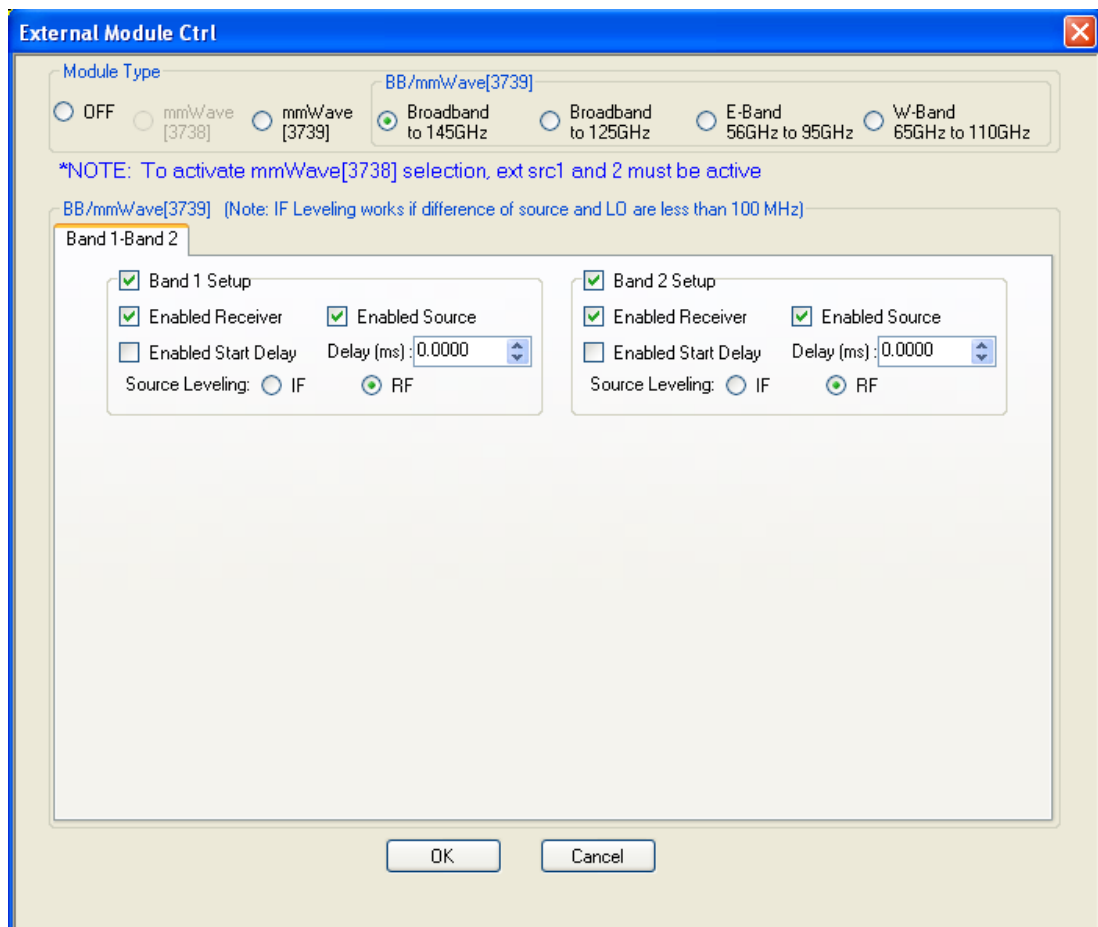 External Module Ctrl
Module Type
BB/mmWave[3739]
OFF
mmWave
[3738]
mmWave
[3739]
Broadband
to 145GHz
Broadband
to 125GHz
E-Band
56GHz to 95GHz
W-Band
65GHz to 110GHz
*NOTE: To activate mmWave[3738] selection, ext src1 and 2 must be active
BB/mmWave[3739] (Note: IF Leveling works if difference of source and LO are less than 100 MHz)
Band 1-Band 2
Band 1 Setup
Enabled Receiver Enabled Source
Enabled Start Delay Delay (ms) : 0.0000
Source Leveling: IF RF
Band 2 Setup
Enabled Receiver Enabled Source
Enabled Start Delay Delay (ms) : 0.0000
Source Leveling: IF RF
OK Cancel